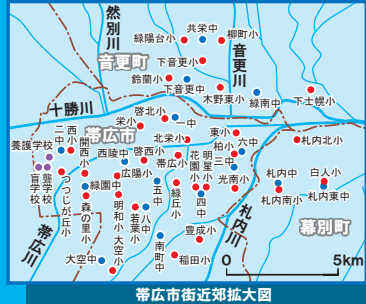 然別川
共栄中
緑陽台小
柳町小
音更町
下音更小
音更川
鈴蘭小
下音更中
木野東小
緑南中
下士幌小
十勝川
啓北小
一中
栄小
帯広市
北栄小
東小
柏小
六中
札内北小
養護学校
二中
西小
開西小
西陵中
啓西小
帯広小
花園小
明星小
三中
盲学校
聾学校
広陽小
光南小
札内中
白人小
つつじが丘小
緑園中
五中
緑丘小
四中
札内南小
札内東中
森の里小
明和小
若葉小
八中
札内川
幕別町
帯広川
大空中
大空小
南町中
豊成小
稲田小
0 5km
帯広市街近郊拡大図